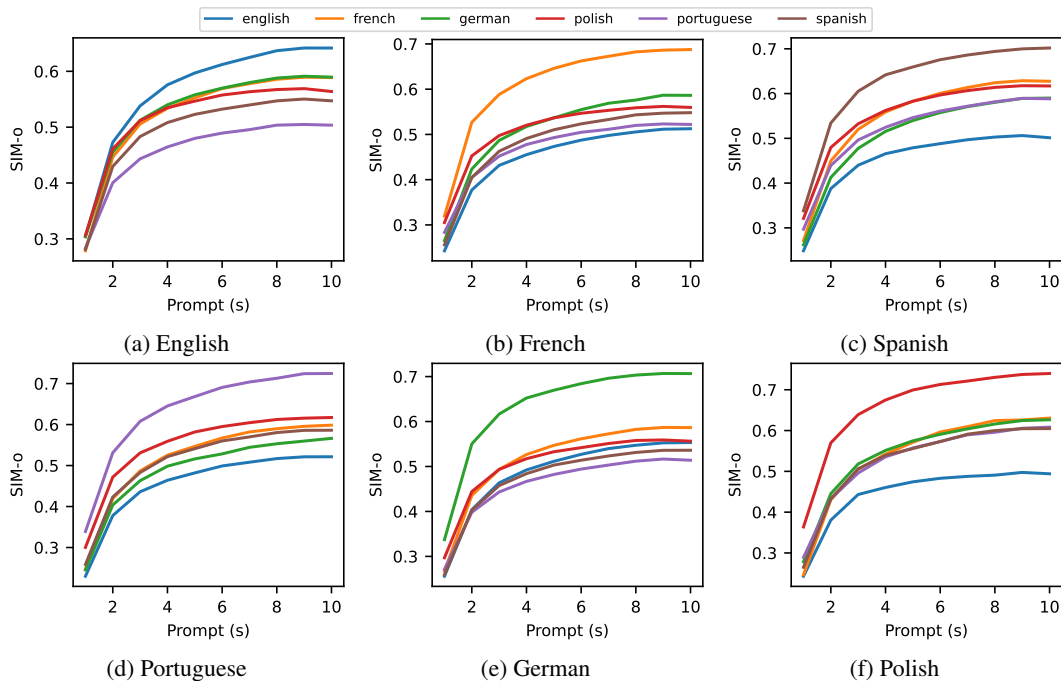 english french german polish portuguese spanish
SIM-o
0.6
0.5
0.4
0.3
2 4 6 8 10
Prompt (s)
(a) English
SIM-o
0.7
0.6
0.5
0.4
0.3
2 4 6 8 10
Prompt (s)
(b) French
SIM-o
0.7
0.6
0.5
0.4
0.3
2 4 6 8 10
Prompt (s)
(c) Spanish
SIM-o
0.7
0.6
0.5
0.4
0.3
2 4 6 8 10
Prompt (s)
(d) Portuguese
SIM-o
0.7
0.6
0.5
0.4
0.3
2 4 6 8 10
Prompt (s)
(e) German
SIM-o
0.7
0.6
0.5
0.4
0.3
2 4 6 8 10
Prompt (s)
(f) Polish